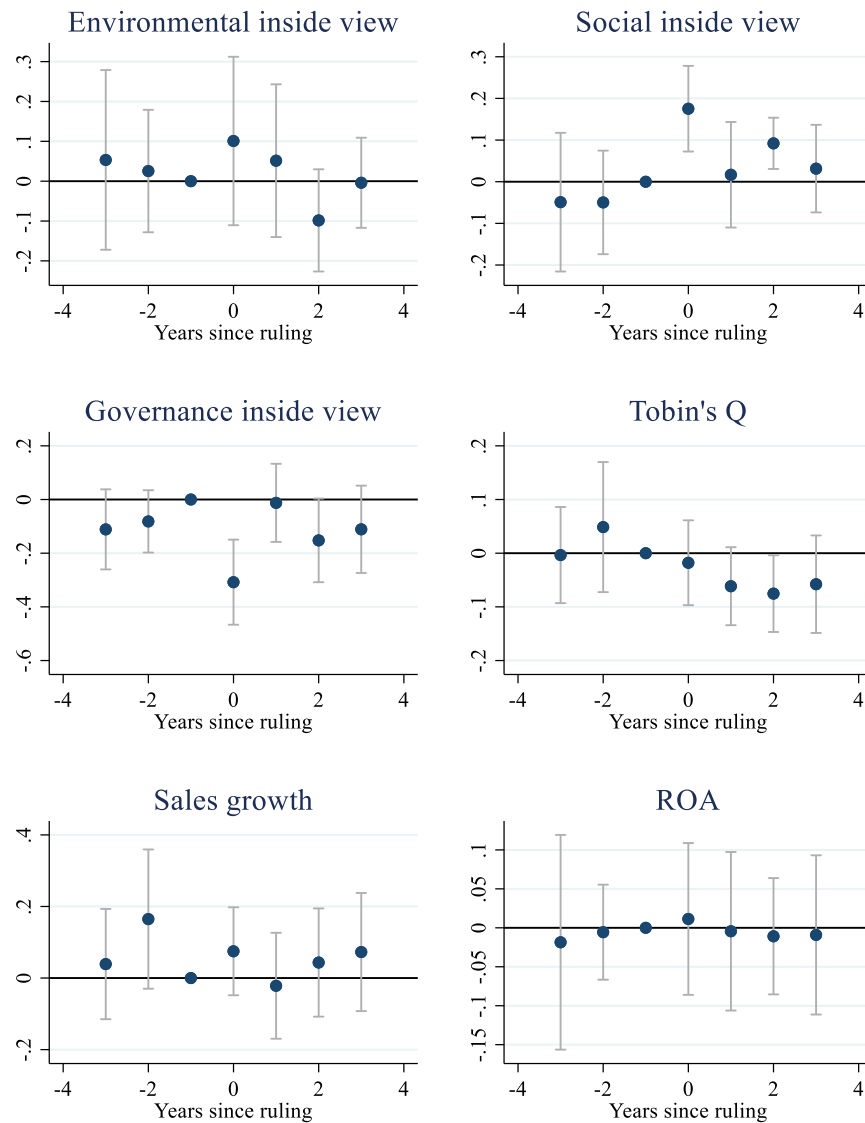 Environmental inside view
.3
.2
.1
0
-.1
-.2
-4 -2 0 2 4
Years since ruling
Social inside view
.3
.2
.1
0
-.1
-.2
-4 -2 0 2 4
Years since ruling
Governance inside view
.2
0
-.2
-.4
-.6
-4 -2 0 2 4
Years since ruling
Tobin's Q
.2
.1
0
-.1
-.2
-4 -2 0 2 4
Years since ruling
Sales growth
.4
.2
0
-.2
-4 -2 0 2 4
Years since ruling
ROA
.1
.05
0
-.05
-.1
-.15
-4 -2 0 2 4
Years since ruling